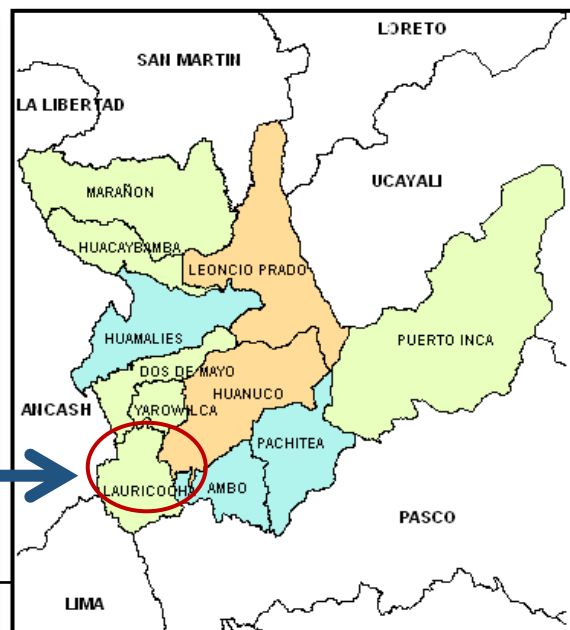 LORETO
SAN MARTIN
LA LIBERTAD
UCAYALI
MARAÑON
HUACAYBAMBA
LEONCIO PRADO
HUAMALIES
PUERTO INCA
DOS DE MAYO
HUANUCO
ANCASH
YAROWILCA
PACHITEA
LAURICOCHA
AMBO
PASCO
LIMA